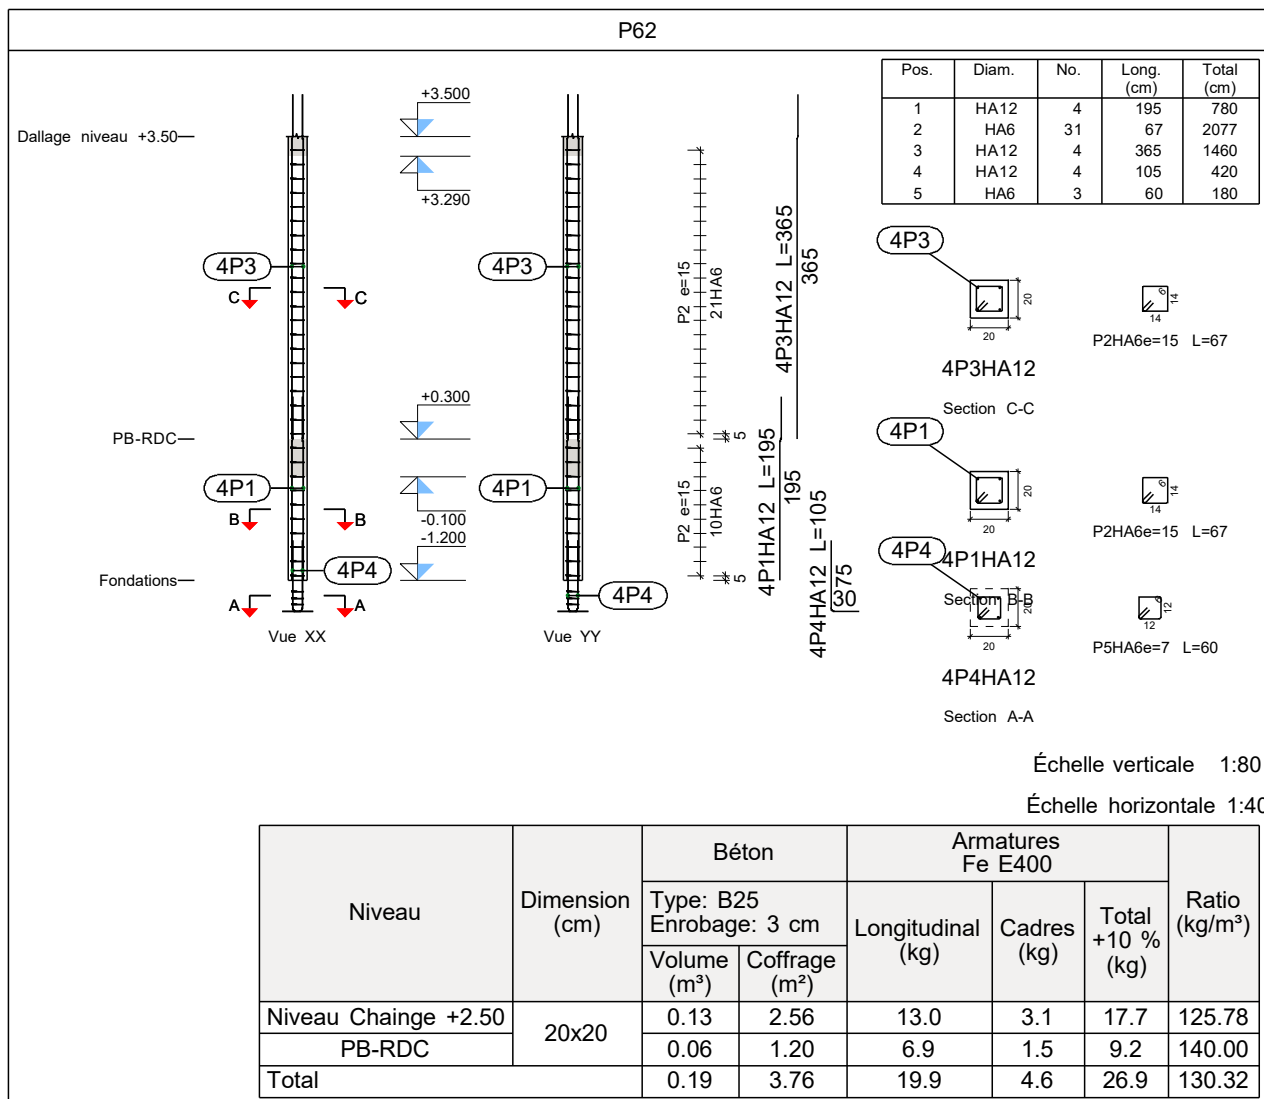 P62
Pos. Diam. No. Long. (cm) Total (cm)
1 HA12 4 195 780
2 HA6 31 67 2077
3 HA12 4 365 1460
4 HA12 4 105 420
5 HA6 3 60 180
Dallage niveau +3.50
+3.500
+3.290
4P3
4P3
C C
+0.300
PB-RDC
4P1
4P1
B B
-0.100
-1.200
Fondations
4P4
4P4
A A
Vue XX
Vue YY
P2 e=15
21HA6
5
P2 e=15
10HA6
5
4P3HA12 L=365
365
4P1HA12 L=195
195
4P4HA12 L=105
75
30
4P3
20
20
4P3HA12
Section C-C
6
14
14
P2HA6e=15 L=67
4P1
20
20
4P1HA12
Section B-B
6
14
14
P2HA6e=15 L=67
4P4
20
20
4P4HA12
Section A-A
6
12
12
P5HA6e=7 L=60
Échelle verticale 1:80
Échelle horizontale 1:40
Niveau
Dimension (cm)
Béton
Type: B25
Enrobage: 3 cm
Volume (m³)
Coffrage (m²)
Armatures
Fe E400
Longitudinal (kg)
Cadres (kg)
Total +10 % (kg)
Ratio (kg/m³)
Niveau Chainge +2.50 20x20 0.13 2.56 13.0 3.1 17.7 125.78
PB-RDC 0.06 1.20 6.9 1.5 9.2 140.00
Total 0.19 3.76 19.9 4.6 26.9 130.32